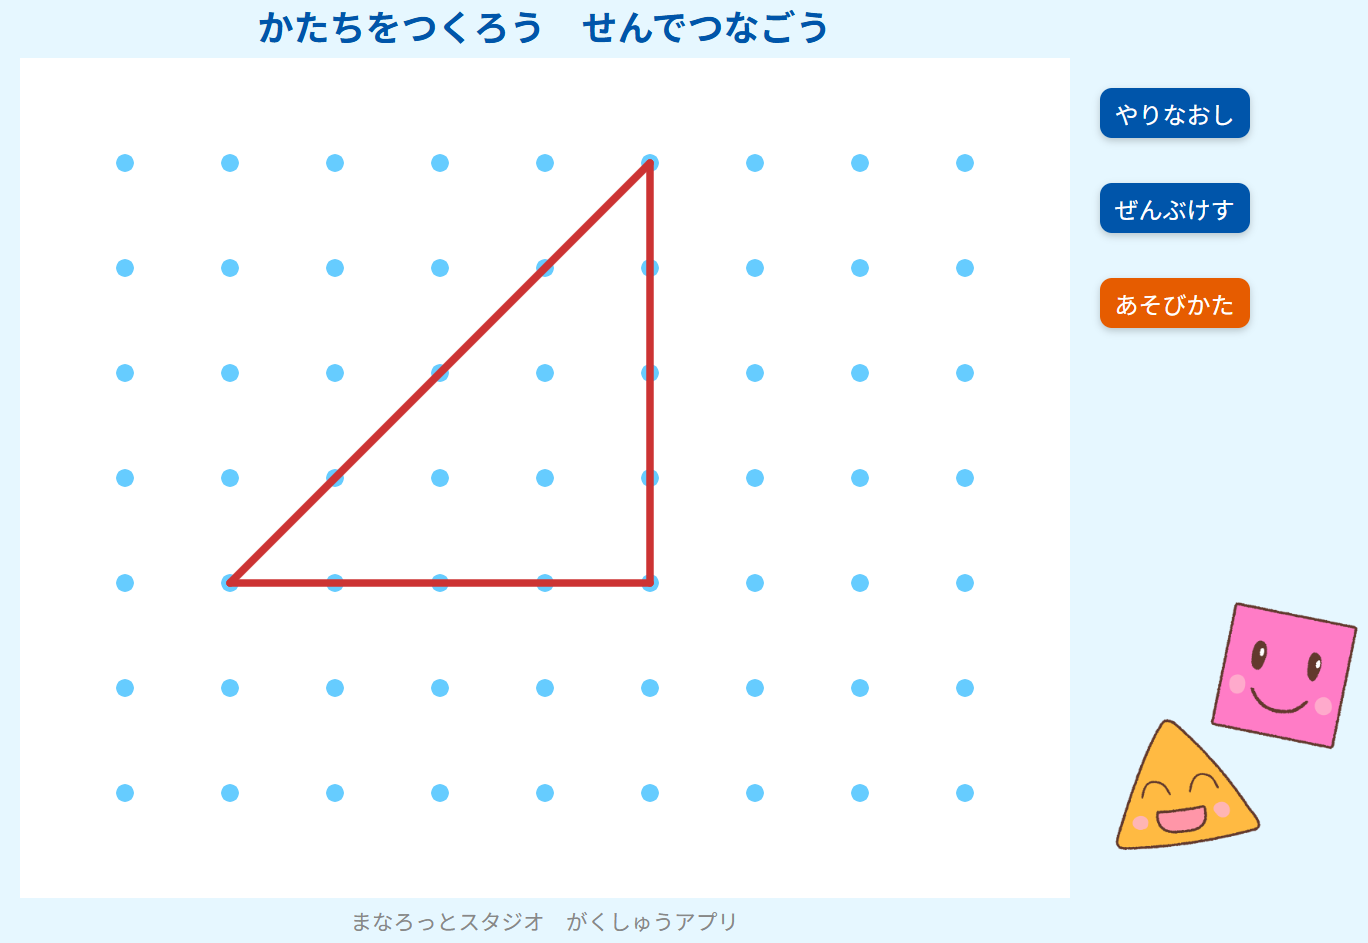 かたちをつくろう　せんでつなごう
やりなおし
ぜんぶけす
あそびかた
まなろっとスタジオ　がくしゅうアプリ